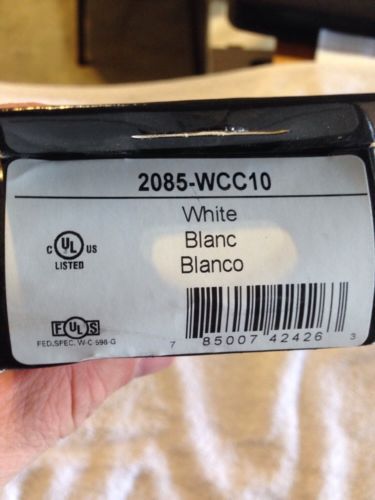 2085-WCC10
White
Blanc
Blanco
C UL US
LISTED
F UL S
FED.SPEC. W-C 596-G
7 85007 42426 3